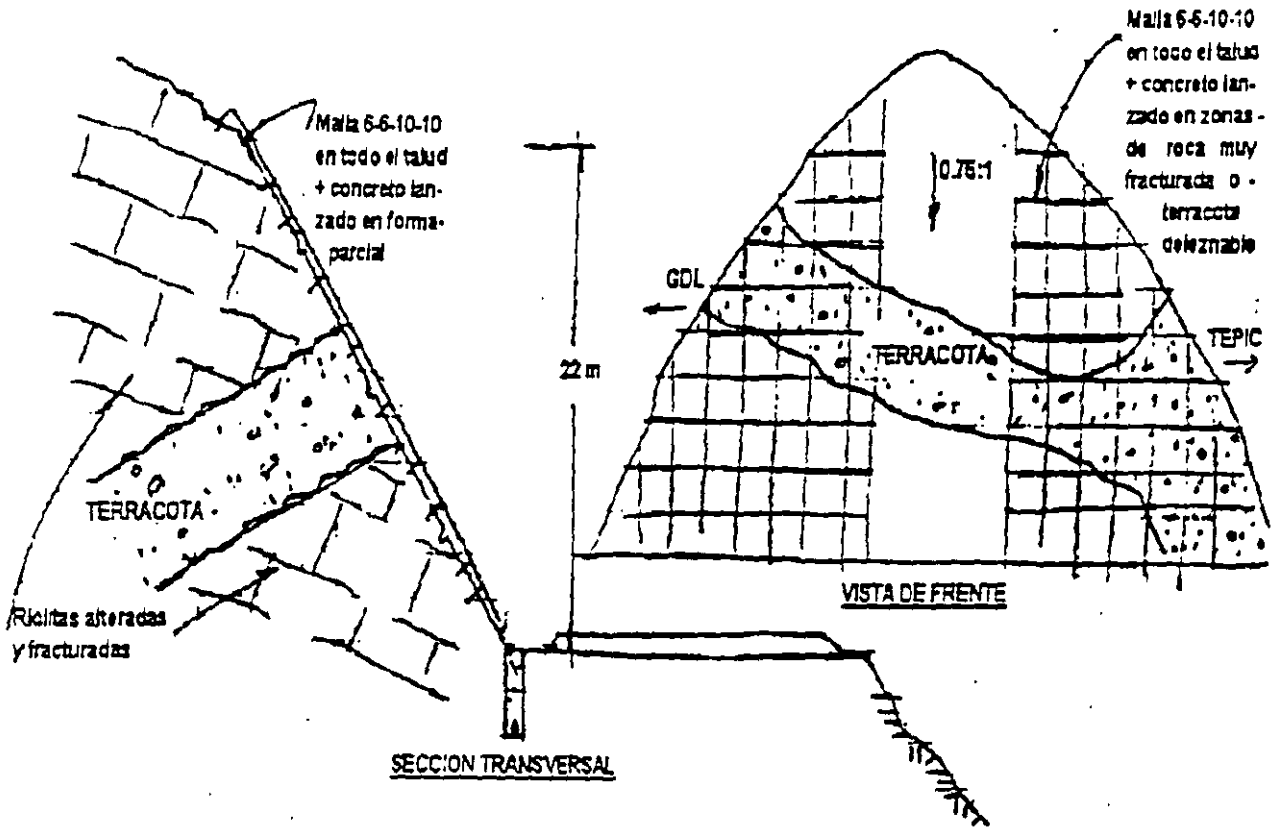 Malla 6-6-10-10
en todo el talud
+ concreto lan-
zado en forma-
parcial
TERRACOTA -
Riolitas alteradas
y fracturadas
SECCION TRANSVERSAL
22 m
Malla 6-6-10-10
en todo el talud
+ concreto lan-
zado en zonas -
de roca muy
fracturada o -
terracota
deleznable
0.75:1
GDL
TERRACOTA
TEPIC
VISTA DE FRENTE